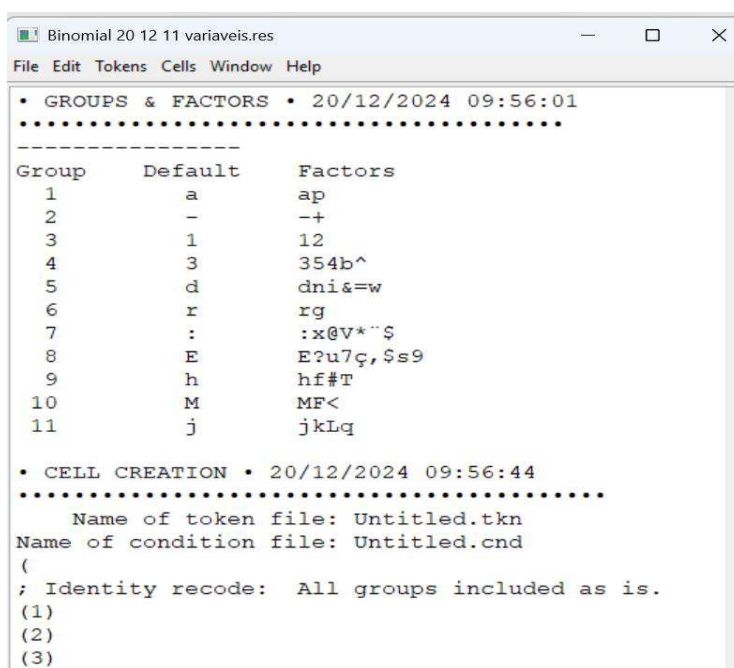 Binomial 20 12 11 variaveis.res
File Edit Tokens Cells Window Help
• GROUPS & FACTORS • 20/12/2024 09:56:01
•••••••••••••••••••••••••••••••••••••••
----------------
Group Default Factors
1 a ap
2 - -+
3 1 12
4 3 354b^
5 d dni&=w
6 r rg
7 : :x@V*¨$
8 E E?u7ç,$s9
9 h hf#T
10 M MF<
11 j jkLq
• CELL CREATION • 20/12/2024 09:56:44
••••••••••••••••••••••••••••••••••••••••••
Name of token file: Untitled.tkn
Name of condition file: Untitled.cnd
(
; Identity recode: All groups included as is.
(1)
(2)
(3)